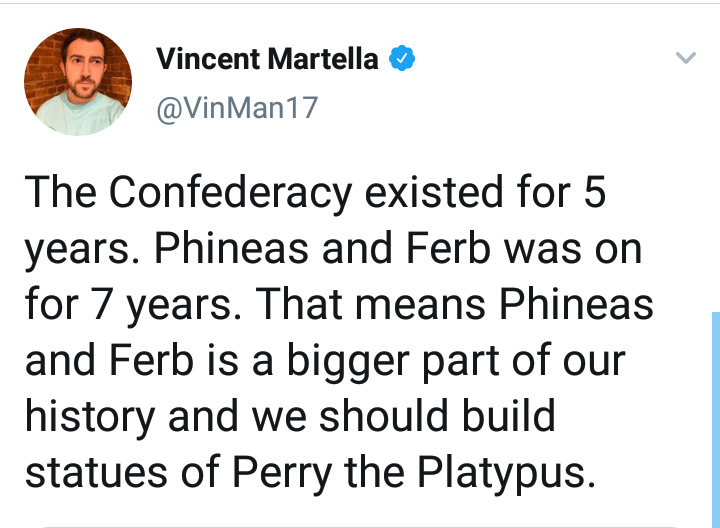 Vincent Martella
@VinMan17
The Confederacy existed for 5
years. Phineas and Ferb was on
for 7 years. That means Phineas
and Ferb is a bigger part of our
history and we should build
statues of Perry the Platypus.